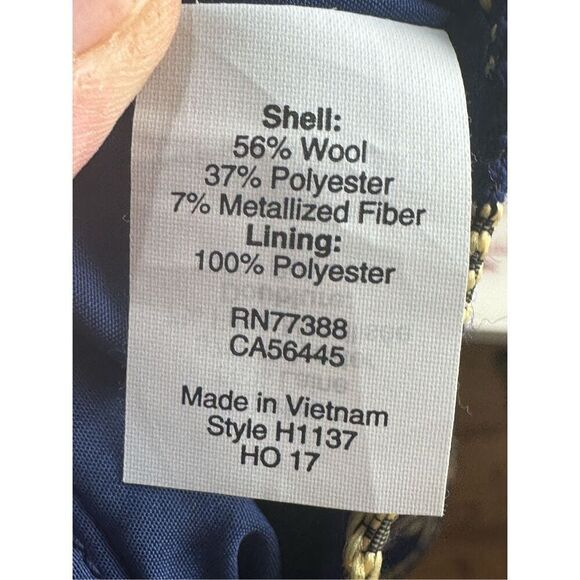 Shell:
56% Wool
37% Polyester
7% Metallized Fiber
Lining:
100% Polyester
RN77388
CA56445
Made in Vietnam
Style H1137
HO 17